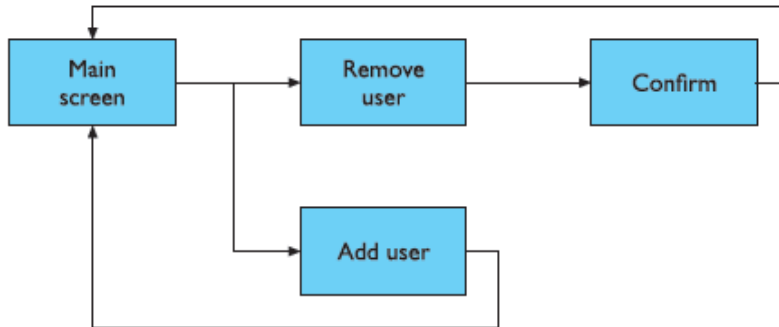 Main
screen
Remove
user
Confirm
Add user